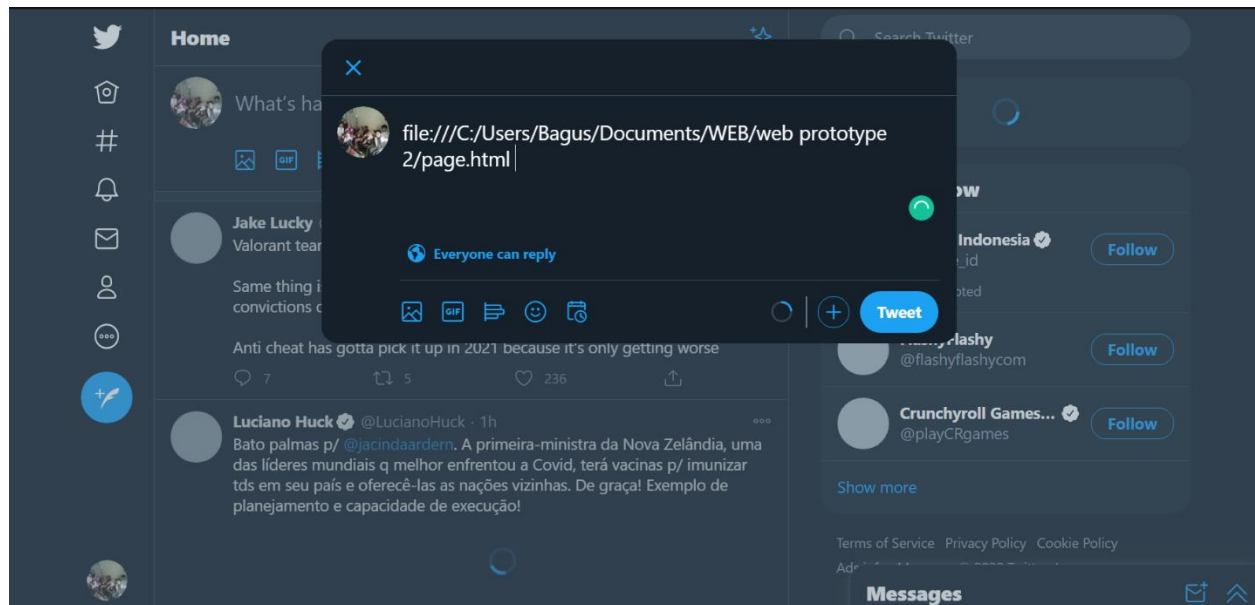 Home
Search Twitter
What's ha
GIF
file:///C:/Users/Bagus/Documents/WEB/web prototype
2/page.html
Everyone can reply
GIF
Tweet
Jake Lucky
Valorant tear
Same thing i
convictions c
Anti cheat has gotta pick it up in 2021 because it's only getting worse
7 5 236
Luciano Huck @LucianoHuck · 1h
Bato palmas p/ @jacindaardern. A primeira-ministra da Nova Zelândia, uma
das líderes mundiais q melhor enfrentou a Covid, terá vacinas p/ imunizar
tds em seu país e oferecê-las as nações vizinhas. De graça! Exemplo de
planejamento e capacidade de execução!
ow
Indonesia
_id
Follow
FlashyFlashy
@flashyflashycom
Follow
Crunchyroll Games...
@playCRgames
Follow
Show more
Terms of Service Privacy Policy Cookie Policy
Messages